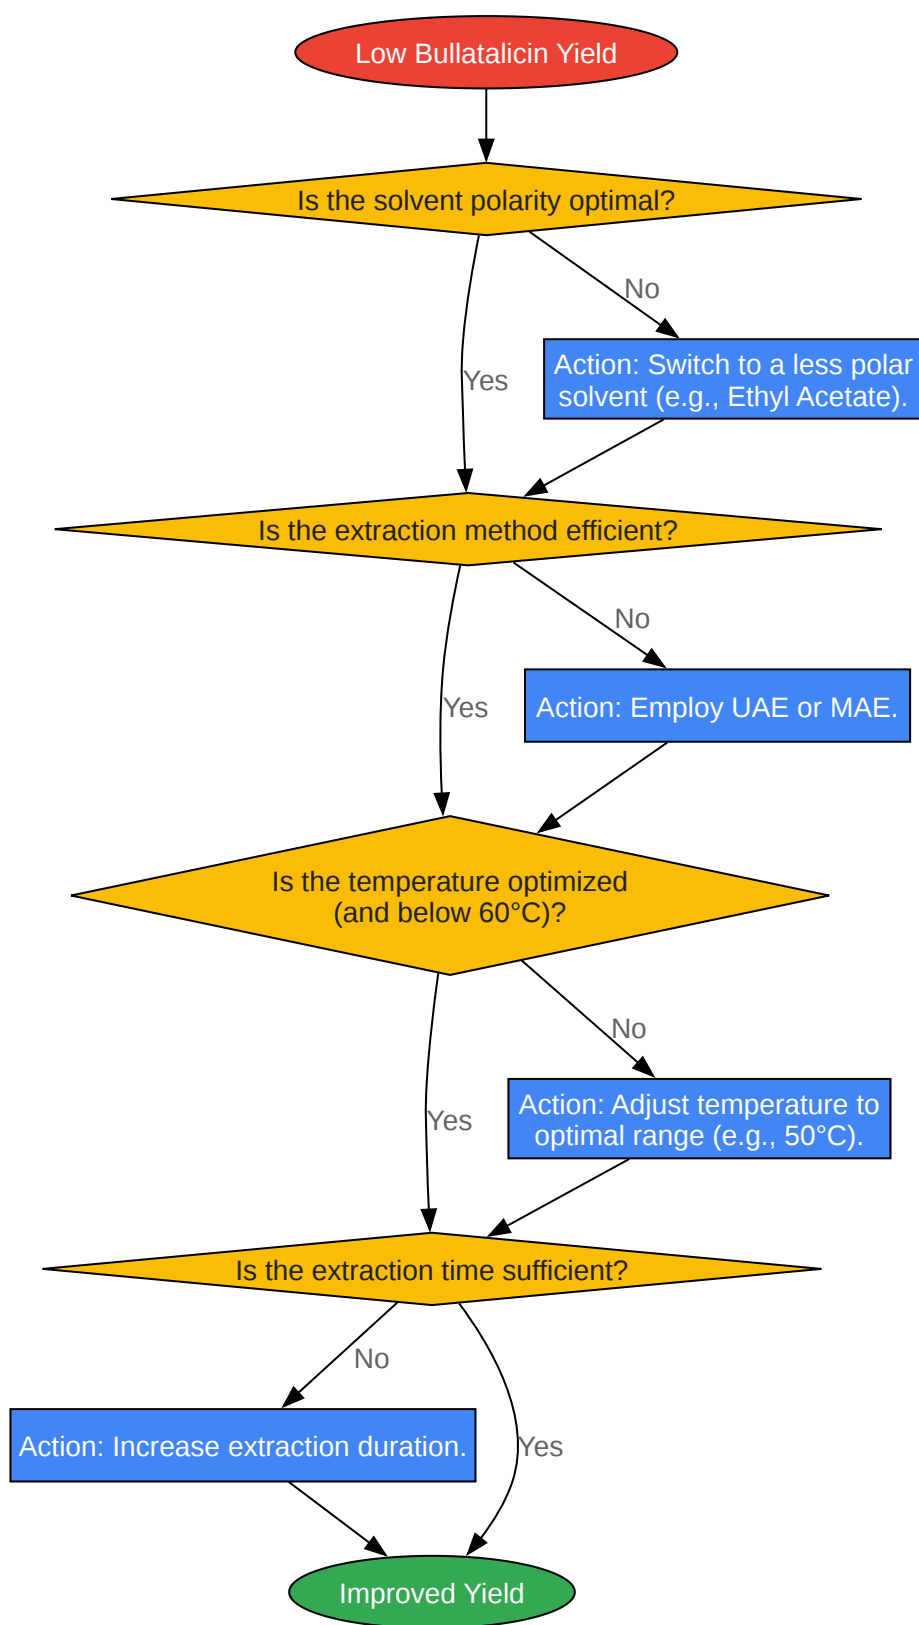 Low Bullatalicin Yield
Is the solvent polarity optimal?
No
Yes
Action: Switch to a less polar
solvent (e.g., Ethyl Acetate).
Is the extraction method efficient?
No
Yes
Action: Employ UAE or MAE.
Is the temperature optimized
(and below 60°C)?
No
Yes
Action: Adjust temperature to
optimal range (e.g., 50°C).
Is the extraction time sufficient?
No
Yes
Action: Increase extraction duration.
Improved Yield